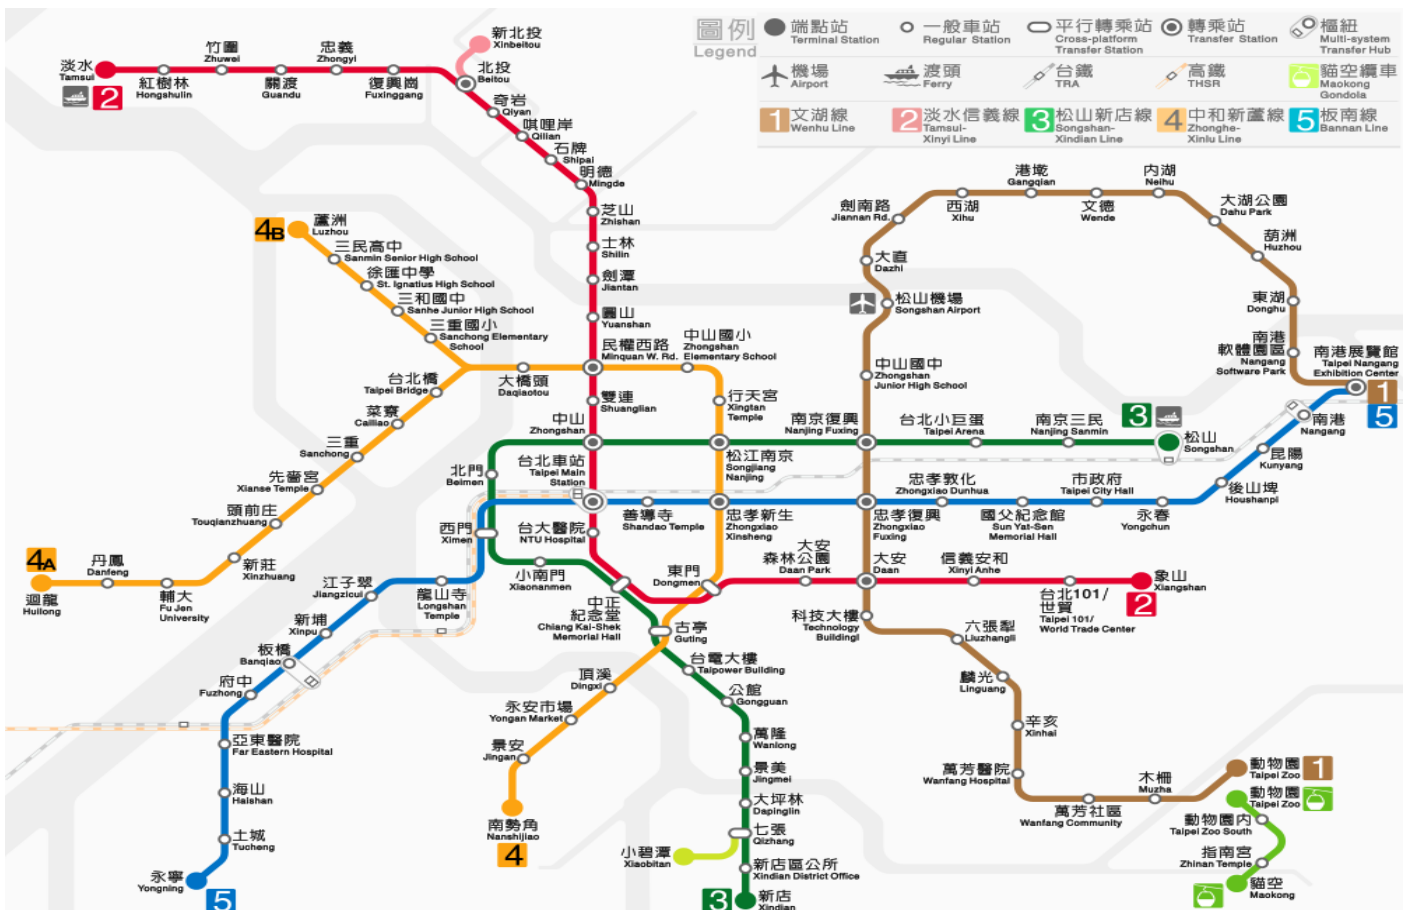 圖例
Legend
端點站
Terminal Station
一般車站
Regular Station
平行轉乘站
Cross-platform
Transfer Station
轉乘站
Transfer Station
樞紐
Multi-system
Transfer Hub
機場
Airport
渡頭
Ferry
台鐵
TRA
高鐵
THSR
貓空纜車
Maokong
Gondola
1 文湖線
Wenhu Line
2 淡水信義線
Tamsui-
Xinyi Line
3 松山新店線
Songshan-
Xindian Line
4 中和新蘆線
Zhonghe-
Xinlu Line
5 板南線
Bannan Line
新北投
Xinbeitou
淡水
Tamsui
2
紅樹林
Hongshulin
竹圍
Zhuwei
關渡
Guandu
忠義
Zhongyi
復興崗
Fuxinggang
北投
Beitou
奇岩
Qiyan
唭哩岸
Qilian
石牌
Shipai
明德
Mingde
芝山
Zhishan
士林
Shilin
劍潭
Jiantan
圓山
Yuanshan
民權西路
Minquan W. Rd.
雙連
Shuanglian
中山
Zhongshan
台北車站
Taipei Main
Station
台大醫院
NTU Hospital
中正
紀念堂
Chiang Kai-Shek
Memorial Hall
東門
Dongmen
大安
森林公園
Daan Park
大安
Daan
信義安和
Xinyi Anhe
台北101/
世貿
Taipei 101/
World Trade Center
象山
Xiangshan
2
4B
蘆洲
Luzhou
三民高中
Sanmin Senior High School
徐匯中學
St. Ignatius High School
三和國中
Sanhe Junior High School
三重國小
Sanchong Elementary
School
大橋頭
Daqiaotou
中山國小
Zhongshan
Elementary School
行天宮
Xingtan
Temple
松江南京
Songjiang
Nanjing
忠孝新生
Zhongxiao
Xinsheng
台北橋
Taipei Bridge
菜寮
Cailiao
三重
Sanchong
先嗇宮
Xianse Temple
頭前庄
Touqianzhuang
新莊
Xinzhuang
輔大
Fu Jen
University
丹鳳
Danfeng
4A
迴龍
Huilong
古亭
Guting
頂溪
Dingxi
永安市場
Yongan Market
景安
Jingan
南勢角
Nanshijiao
4
劍南路
Jiannan Rd.
西湖
Xihu
港墘
Gangqian
文德
Wende
內湖
Neihu
大湖公園
Dahu Park
葫洲
Huzhou
東湖
Donghu
南港
軟體園區
Nangang
Software Park
南港展覽館
Taipei Nangang
Exhibition Center
1
5
大直
Dazhi
松山機場
Songshan Airport
中山國中
Zhongshan
Junior High School
南京復興
Nanjing Fuxing
忠孝復興
Zhongxiao
Fuxing
科技大樓
Technology
Buildingl
六張犁
Liuzhangli
麟光
Linguang
辛亥
Xinhai
萬芳醫院
Wanfang Hospital
萬芳社區
Wanfang Community
木柵
Muzha
動物園
Taipei Zoo
1
動物園
Taipei Zoo
動物園內
Taipei Zoo South
指南宮
Zhinan Temple
貓空
Maokong
台北小巨蛋
Taipei Arena
南京三民
Nanjing Sanmin
3
松山
Songshan
北門
Beimen
西門
Ximen
小南門
Xiaonanmen
台電大樓
Taipower Building
公館
Gongguan
萬隆
Wanlong
景美
Jingmei
大坪林
Dapinglin
七張
Qizhang
小碧潭
Xiaobitan
新店區公所
Xindian District Office
3
新店
Xindian
南港
Nangang
昆陽
Kunyang
後山埤
Houshanpi
永春
Yongchun
市政府
Taipei City Hall
國父紀念館
Sun Yat-Sen
Memorial Hall
忠孝敦化
Zhongxiao Dunhua
善導寺
Shandao Temple
龍山寺
Longshan
Temple
江子翠
Jiangzicui
新埔
Xinpu
板橋
Banqiao
府中
Fuzhong
亞東醫院
Far Eastern Hospital
海山
Haishan
土城
Tucheng
永寧
Yongning
5